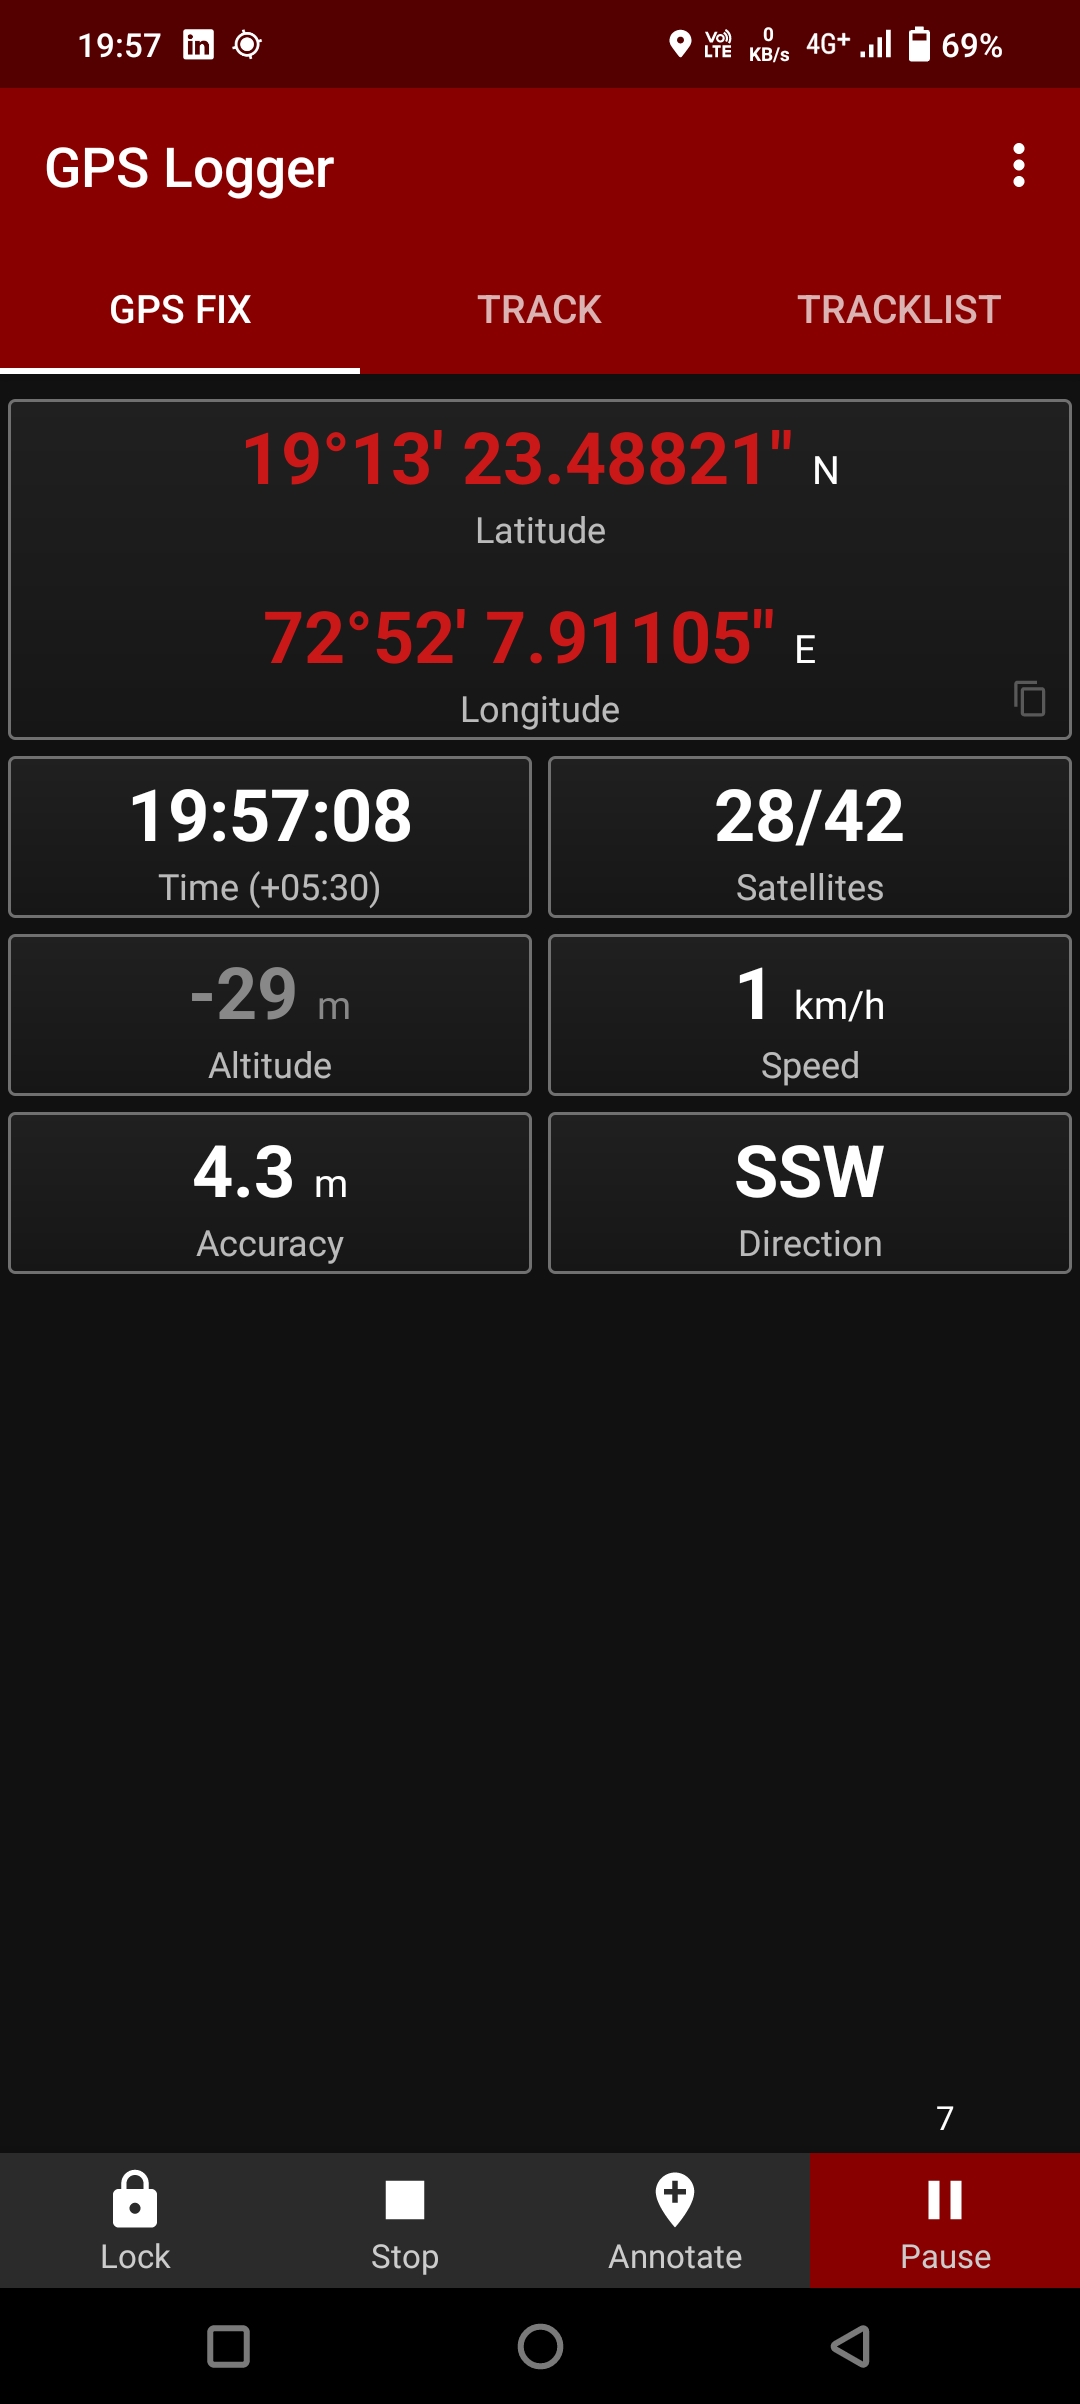 19:57 in Vo)) LTE 0 KB/s 4G+ 69%
GPS Logger
GPS FIX TRACK TRACKLIST
19°13' 23.48821" N
Latitude
72°52' 7.91105" E
Longitude
19:57:08 28/42
Time (+05:30) Satellites
-29 m 1 km/h
Altitude Speed
4.3 m SSW
Accuracy Direction
7
Lock Stop Annotate Pause